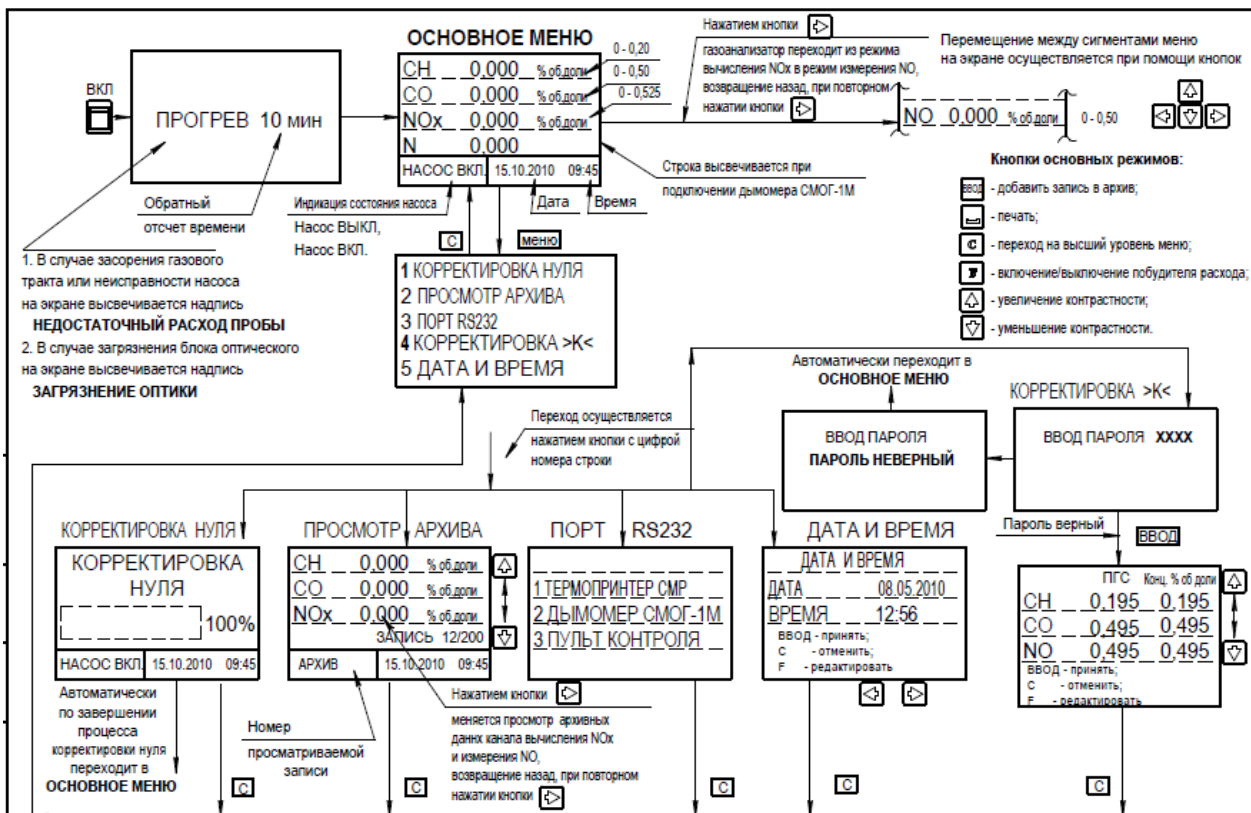 ВКЛ
ПРОГРЕВ 10 мин
Обратный
отсчет времени
1. В случае засорения газового
тракта или неисправности насоса
на экране высвечивается надпись
НЕДОСТАТОЧНЫЙ РАСХОД ПРОБЫ
2. В случае загрязнения блока оптического
на экране высвечивается надпись
ЗАГРЯЗНЕНИЕ ОПТИКИ
ОСНОВНОЕ МЕНЮ
CH 0,000 % об.доли
CO 0,000 % об.доли
NOx 0,000 % об.доли
N 0,000
НАСОС ВКЛ. 15.10.2010 09:45
0 - 0,20
0 - 0,50
0 - 0,525
Индикация состояния насоса
Насос ВЫКЛ,
Насос ВКЛ.
Дата
Время
Строка высвечивается при
подключении дымомера СМОГ-1М
Нажатием кнопки
газоанализатор переходит из режима
вычисления NOx в режим измерения NO,
возвращение назад, при повторном
нажатии кнопки
NO 0,000 % об.доли
0 - 0,50
Перемещение между сигментами меню
на экране осуществляется при помощи кнопок
Кнопки основных режимов:
ВВОД - добавить запись в архив;
- печать;
C - переход на высший уровень меню;
F - включение/выключение побудителя расхода;
- увеличение контрастности;
- уменьшение контрастности.
C
меню
1 КОРРЕКТИРОВКА НУЛЯ
2 ПРОСМОТР АРХИВА
3 ПОРТ RS232
4 КОРРЕКТИРОВКА >К<
5 ДАТА И ВРЕМЯ
Переход осуществляется
нажатием кнопки с цифрой
номера строки
Автоматически переходит в
ОСНОВНОЕ МЕНЮ
ВВОД ПАРОЛЯ
ПАРОЛЬ НЕВЕРНЫЙ
КОРРЕКТИРОВКА >К<
ВВОД ПАРОЛЯ XXXX
Пароль верный
ВВОД
КОРРЕКТИРОВКА НУЛЯ
КОРРЕКТИРОВКА
НУЛЯ
100%
НАСОС ВКЛ. 15.10.2010 09:45
Автоматически
по завершении
процесса
корректировки нуля
переходит в
ОСНОВНОЕ МЕНЮ
C
ПРОСМОТР АРХИВА
CH 0,000 % об.доли
CO 0,000 % об.доли
NOx 0,000 % об.доли
ЗАПИСЬ 12/200
АРХИВ 15.10.2010 09:45
Номер
просматриваемой
записи
Нажатием кнопки
меняется просмотр архивных
даннх канала вычисления NOx
и измерения NO,
возвращение назад, при повторном
нажатии кнопки
C
ПОРТ RS232
1 ТЕРМОПРИНТЕР CMP
2 ДЫМОМЕР СМОГ-1М
3 ПУЛЬТ КОНТРОЛЯ
C
ДАТА И ВРЕМЯ
ДАТА И ВРЕМЯ
ДАТА 08.05.2010
ВРЕМЯ 12:56
ВВОД - принять;
C - отменить;
F - редактировать
C
ПГС Конц. % об доли
CH 0,195 0,195
CO 0,495 0,495
NO 0,495 0,495
ВВОД - принять;
C - отменить;
F - редактировать
C